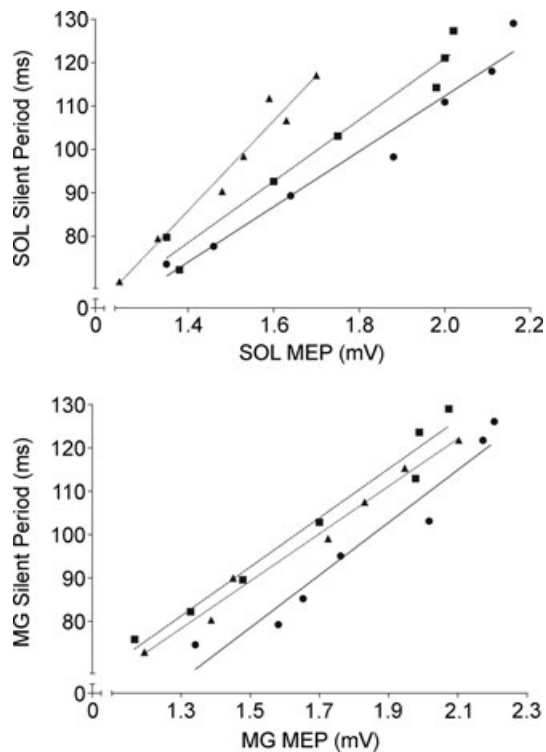 130
120
110
100
90
80
0
SOL Silent Period (ms)
0 1.4 1.6 1.8 2.0 2.2
SOL MEP (mV)
130
120
110
100
90
80
0
MG Silent Period (ms)
0 1.3 1.5 1.7 1.9 2.1 2.3
MG MEP (mV)